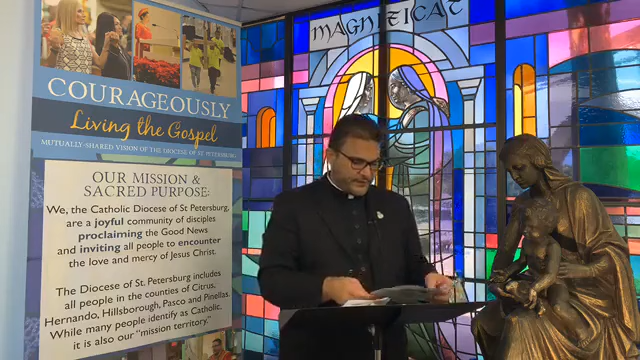 MAGNIFICAT
COURAGEOUSLY
Living the Gospel
MUTUALLY-SHARED VISION OF THE DIOCESE OF ST. PETERSBURG
OUR MISSION &
SACRED PURPOSE:
We, the Catholic Diocese of St Petersburg,
are a joyful community of disciples
proclaiming the Good News
and inviting all people to encounter
the love and mercy of Jesus Christ.
The Diocese of St. Petersburg includes
all people in the counties of Citrus,
Hernando, Hillsborough, Pasco and Pinellas.
While many people identify as Catholic,
it is also our "mission territory."